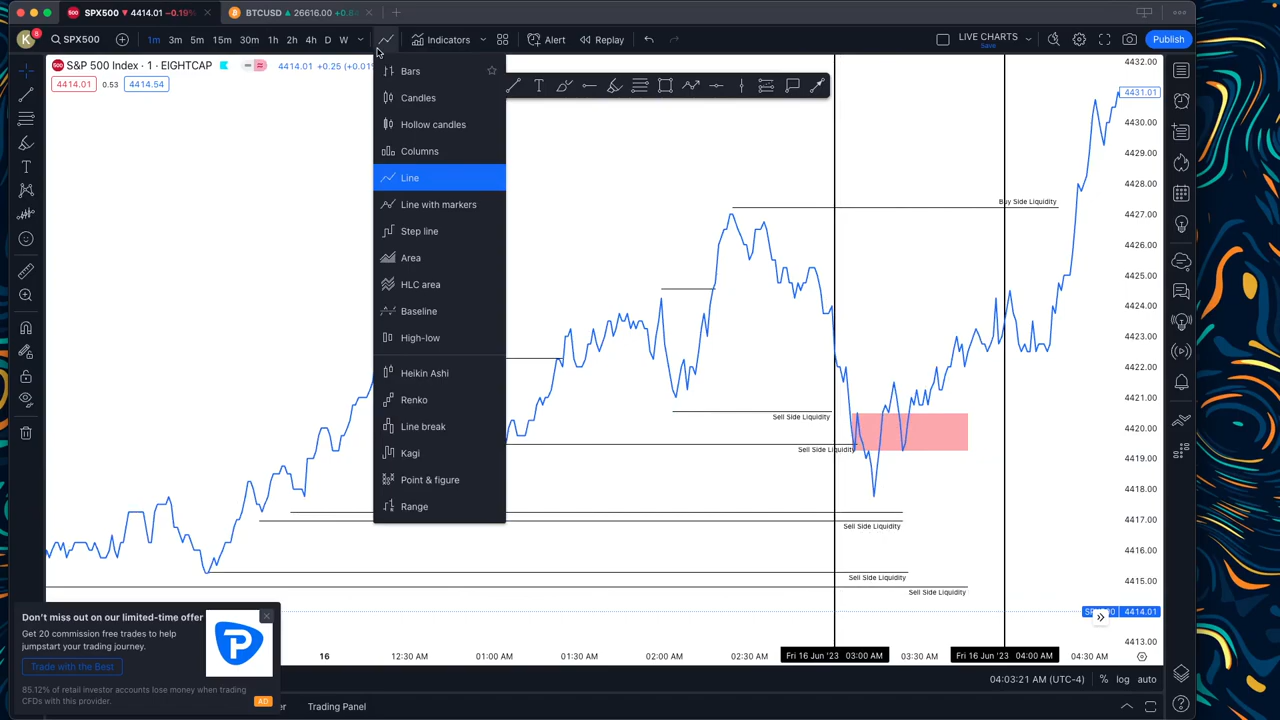 500 SPX500 ▼ 4414.01 −0.19%
BTCUSD ▲ 26616.00 +0.8
K 6 SPX500 1m 3m 5m 15m 30m 1h 2h 4h D W Indicators Alert Replay LIVE CHARTS Save Publish
500 S&P 500 Index · 1 · EIGHTCAP 4414.01 +0.25 (+0.01%
4414.01 0.53 4414.54
Bars
Candles
Hollow candles
Columns
Line
Line with markers
Step line
Area
HLC area
Baseline
High-low
Heikin Ashi
Renko
Line break
Kagi
Point & figure
Range
Buy Side Liquidity
Sell Side Liquidity
Sell Side Liquidity
Sell Side Liquidity
Sell Side Liquidity
Sell Side Liquidity
4432.00
4431.01
4430.00
4429.00
4428.00
4427.00
4426.00
4425.00
4424.00
4423.00
4422.00
4421.00
4420.00
4419.00
4418.00
4417.00
4416.00
4415.00
4414.01
4413.00
Don't miss out on our limited-time offer
Get 20 commission free trades to help
jumpstart your trading journey.
Trade with the Best
85.12% of retail investor accounts lose money when trading
CFDs with this provider.
AD
16 12:30 AM 01:00 AM 01:30 AM 02:00 AM 02:30 AM Fri 16 Jun '23 03:00 AM 03:30 AM Fri 16 Jun '23 04:00 AM 04:30 AM
04:03:21 AM (UTC-4) % log auto
Trading Panel